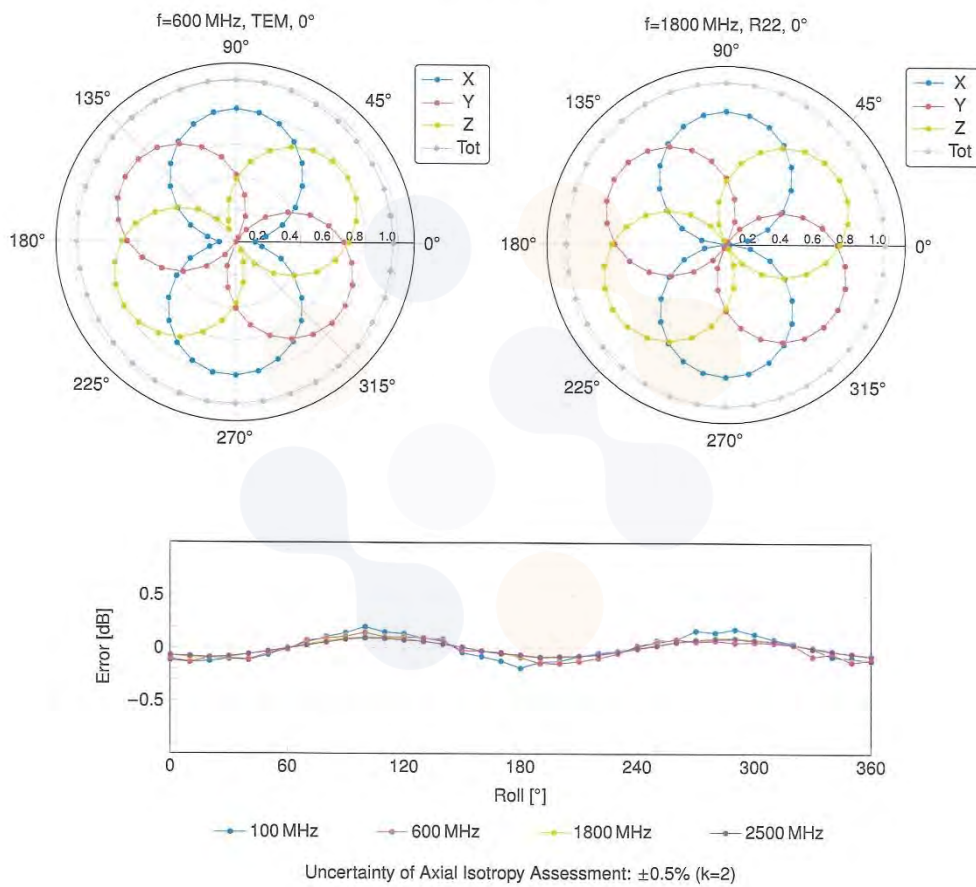 f=600 MHz, TEM, 0°
90°
135°
45°
180°
0.2 0.4 0.6 0.8 1.0
0°
225°
315°
270°
X
Y
Z
Tot
f=1800 MHz, R22, 0°
90°
135°
45°
180°
0.2 0.4 0.6 0.8 1.0
0°
225°
315°
270°
X
Y
Z
Tot
Error [dB]
0.5
0
−0.5
0 60 120 180 240 300 360
Roll [°]
100 MHz 600 MHz 1800 MHz 2500 MHz
Uncertainty of Axial Isotropy Assessment: ±0.5% (k=2)